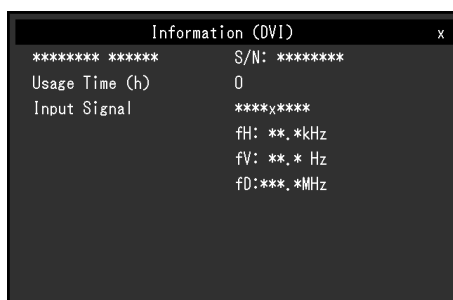 Information (DVI) x
******** ****** S/N: ********
Usage Time (h) 0
Input Signal ****x****
fH: **.*kHz
fV: **.* Hz
fD:***.*MHz